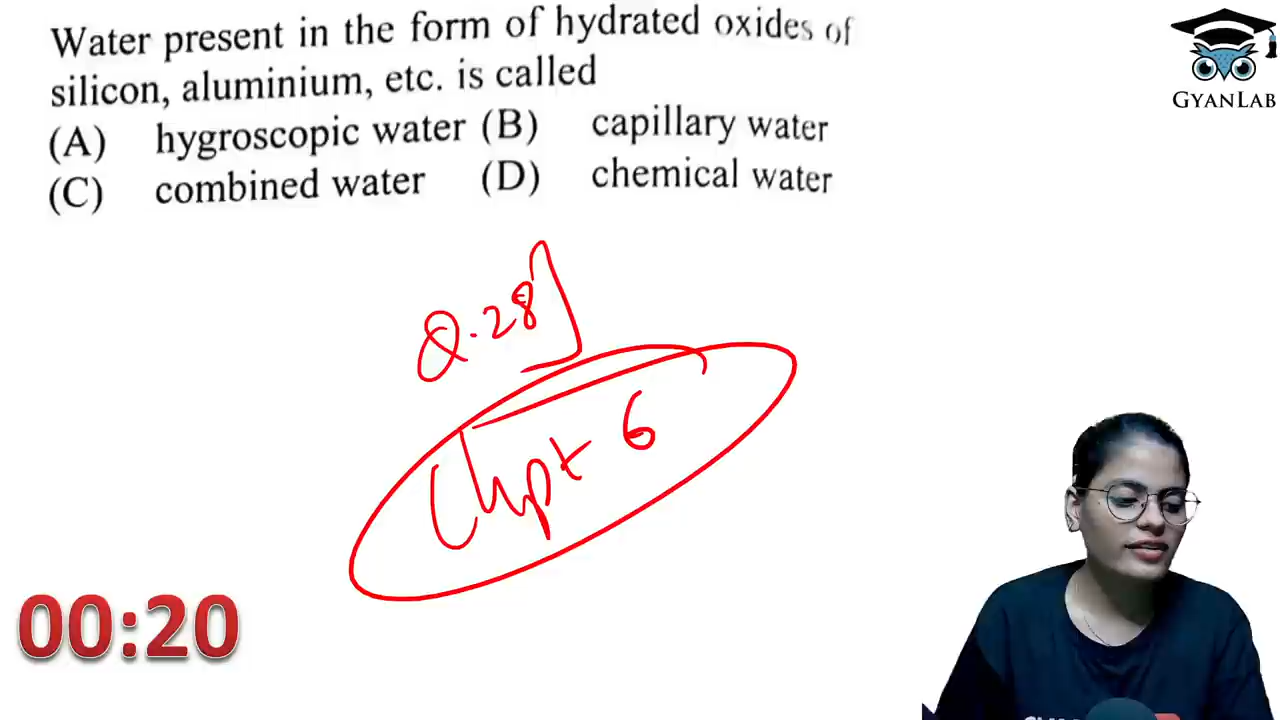 Water present in the form of hydrated oxides of
silicon, aluminium, etc. is called
(A) hygroscopic water (B) capillary water
(C) combined water (D) chemical water
GYANLAB
Q.28
Chpt 6
00:20